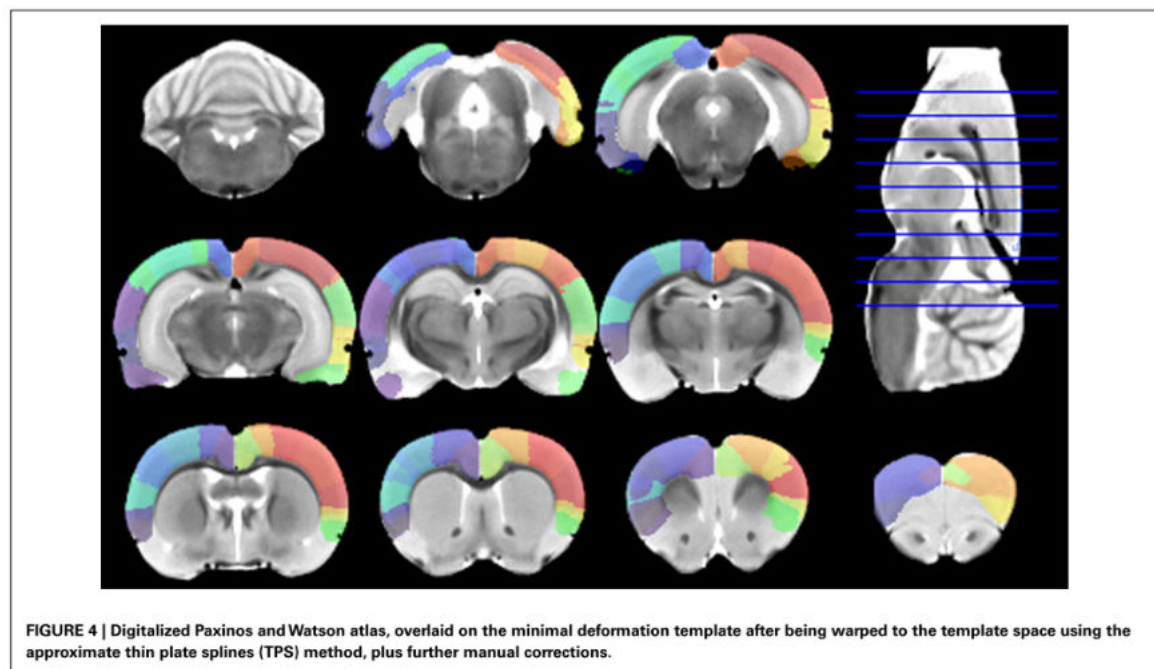 FIGURE 4 | Digitalized Paxinos and Watson atlas, overlaid on the minimal deformation template after being warped to the template space using the
approximate thin plate splines (TPS) method, plus further manual corrections.